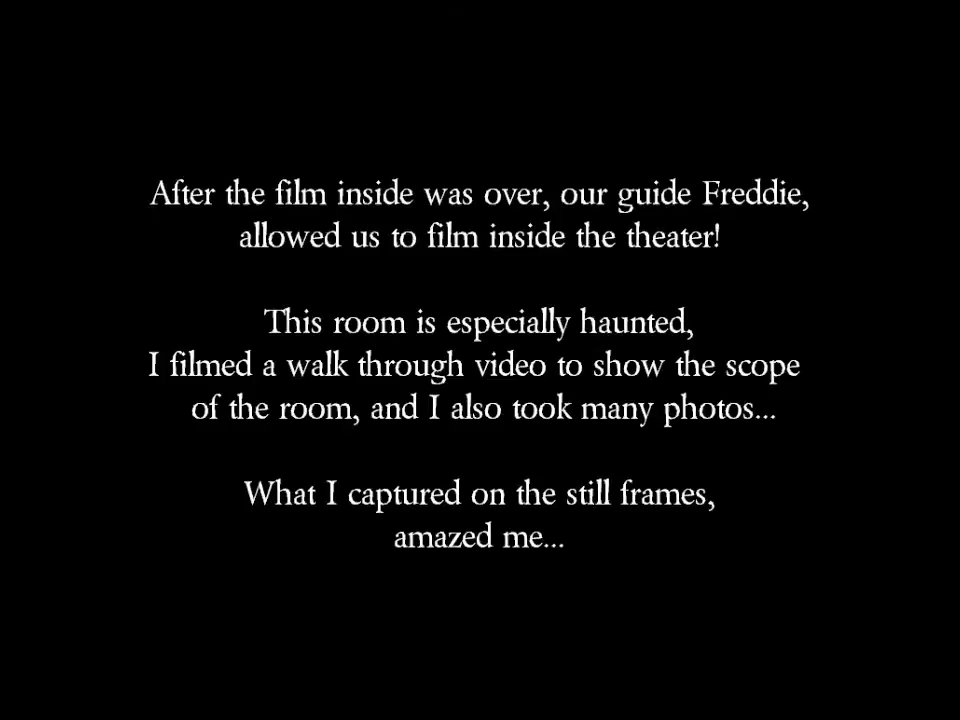 After the film inside was over, our guide Freddie,
allowed us to film inside the theater!
This room is especially haunted,
I filmed a walk through video to show the scope
of the room, and I also took many photos...
What I captured on the still frames,
amazed me...